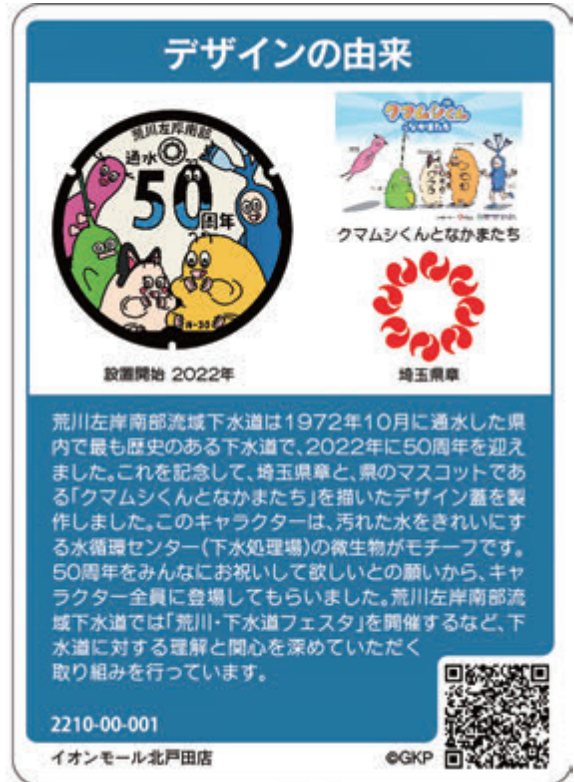 デザインの由来
荒川左岸南部
通水
50
周年
N-30
設置開始 2022年
クマムシくん
となかまたち
クマムシくんとなかまたち
埼玉県章
荒川左岸南部流域下水道は1972年10月に通水した県
内で最も歴史のある下水道で、2022年に50周年を迎え
ました。これを記念して、埼玉県章と、県のマスコットであ
る「クマムシくんとなかまたち」を描いたデザイン蓋を製
作しました。このキャラクターは、汚れた水をきれいにす
る水循環センター(下水処理場)の微生物がモチーフです。
50周年をみんなにお祝いして欲しいとの願いから、キャ
ラクター全員に登場してもらいました。荒川左岸南部流
域下水道では「荒川・下水道フェスタ」を開催するなど、下
水道に対する理解と関心を深めていただく
取り組みを行っています。
2210-00-001
イオンモール北戸田店
©GKP